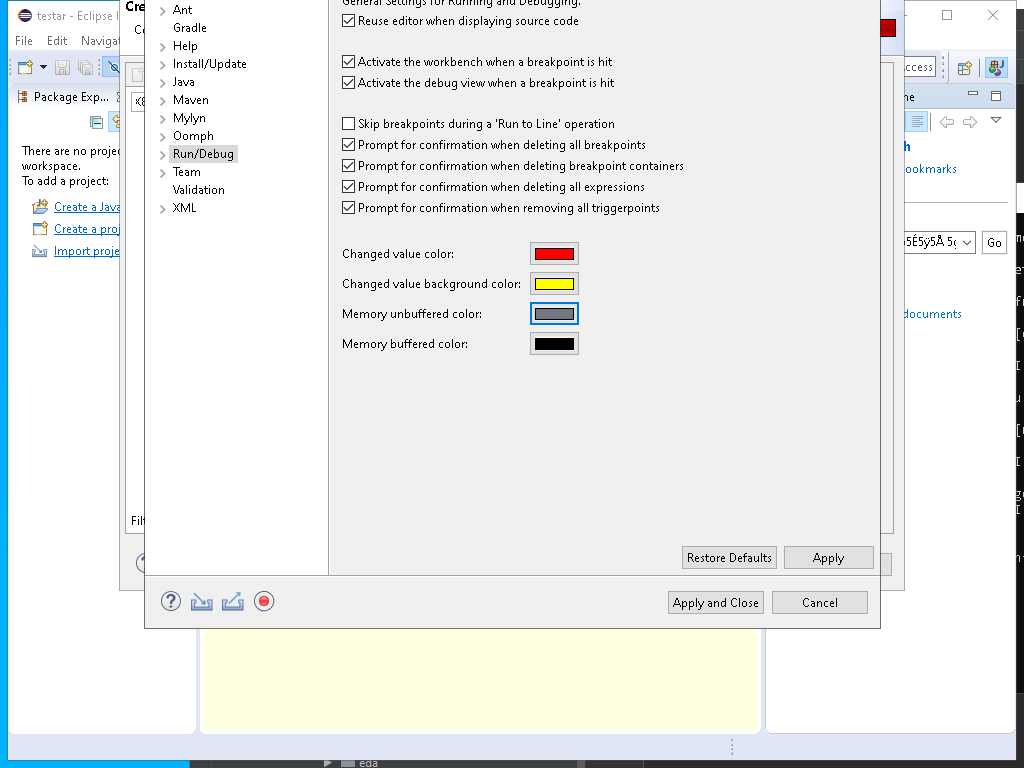 testar - Eclipse I
File Edit Navigat
Package Exp...
There are no projec
workspace.
To add a project:
Create a Java
Create a proj
Import proje
Cre
Filt
Ant
Gradle
Help
Install/Update
Java
Maven
Mylyn
Oomph
Run/Debug
Team
Validation
XML
General Settings for Running and Debugging.
Reuse editor when displaying source code
Activate the workbench when a breakpoint is hit
Activate the debug view when a breakpoint is hit
Skip breakpoints during a 'Run to Line' operation
Prompt for confirmation when deleting all breakpoints
Prompt for confirmation when deleting breakpoint containers
Prompt for confirmation when deleting all expressions
Prompt for confirmation when removing all triggerpoints
Changed value color:
Changed value background color:
Memory unbuffered color:
Memory buffered color:
Restore Defaults
Apply
Apply and Close
Cancel
ccess
ne
ookmarks
Go
documents
eda